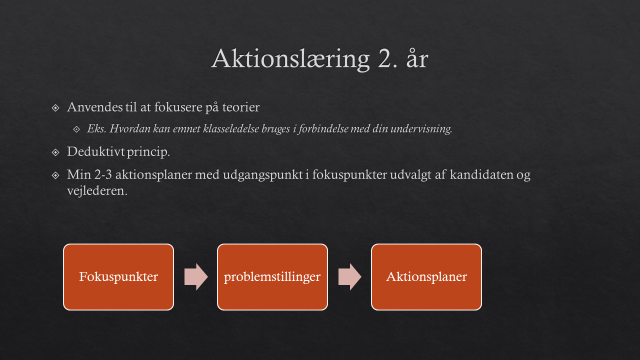 Aktionslæring 2. år
Anvendes til at fokusere på teorier
Eks. Hvordan kan emnet klasseledelse bruges i forbindelse med din undervisning.
Deduktivt princip.
Min 2-3 aktionsplaner med udgangspunkt i fokuspunkter udvalgt af kandidaten og
vejlederen.
Fokuspunkter
problemstillinger
Aktionsplaner